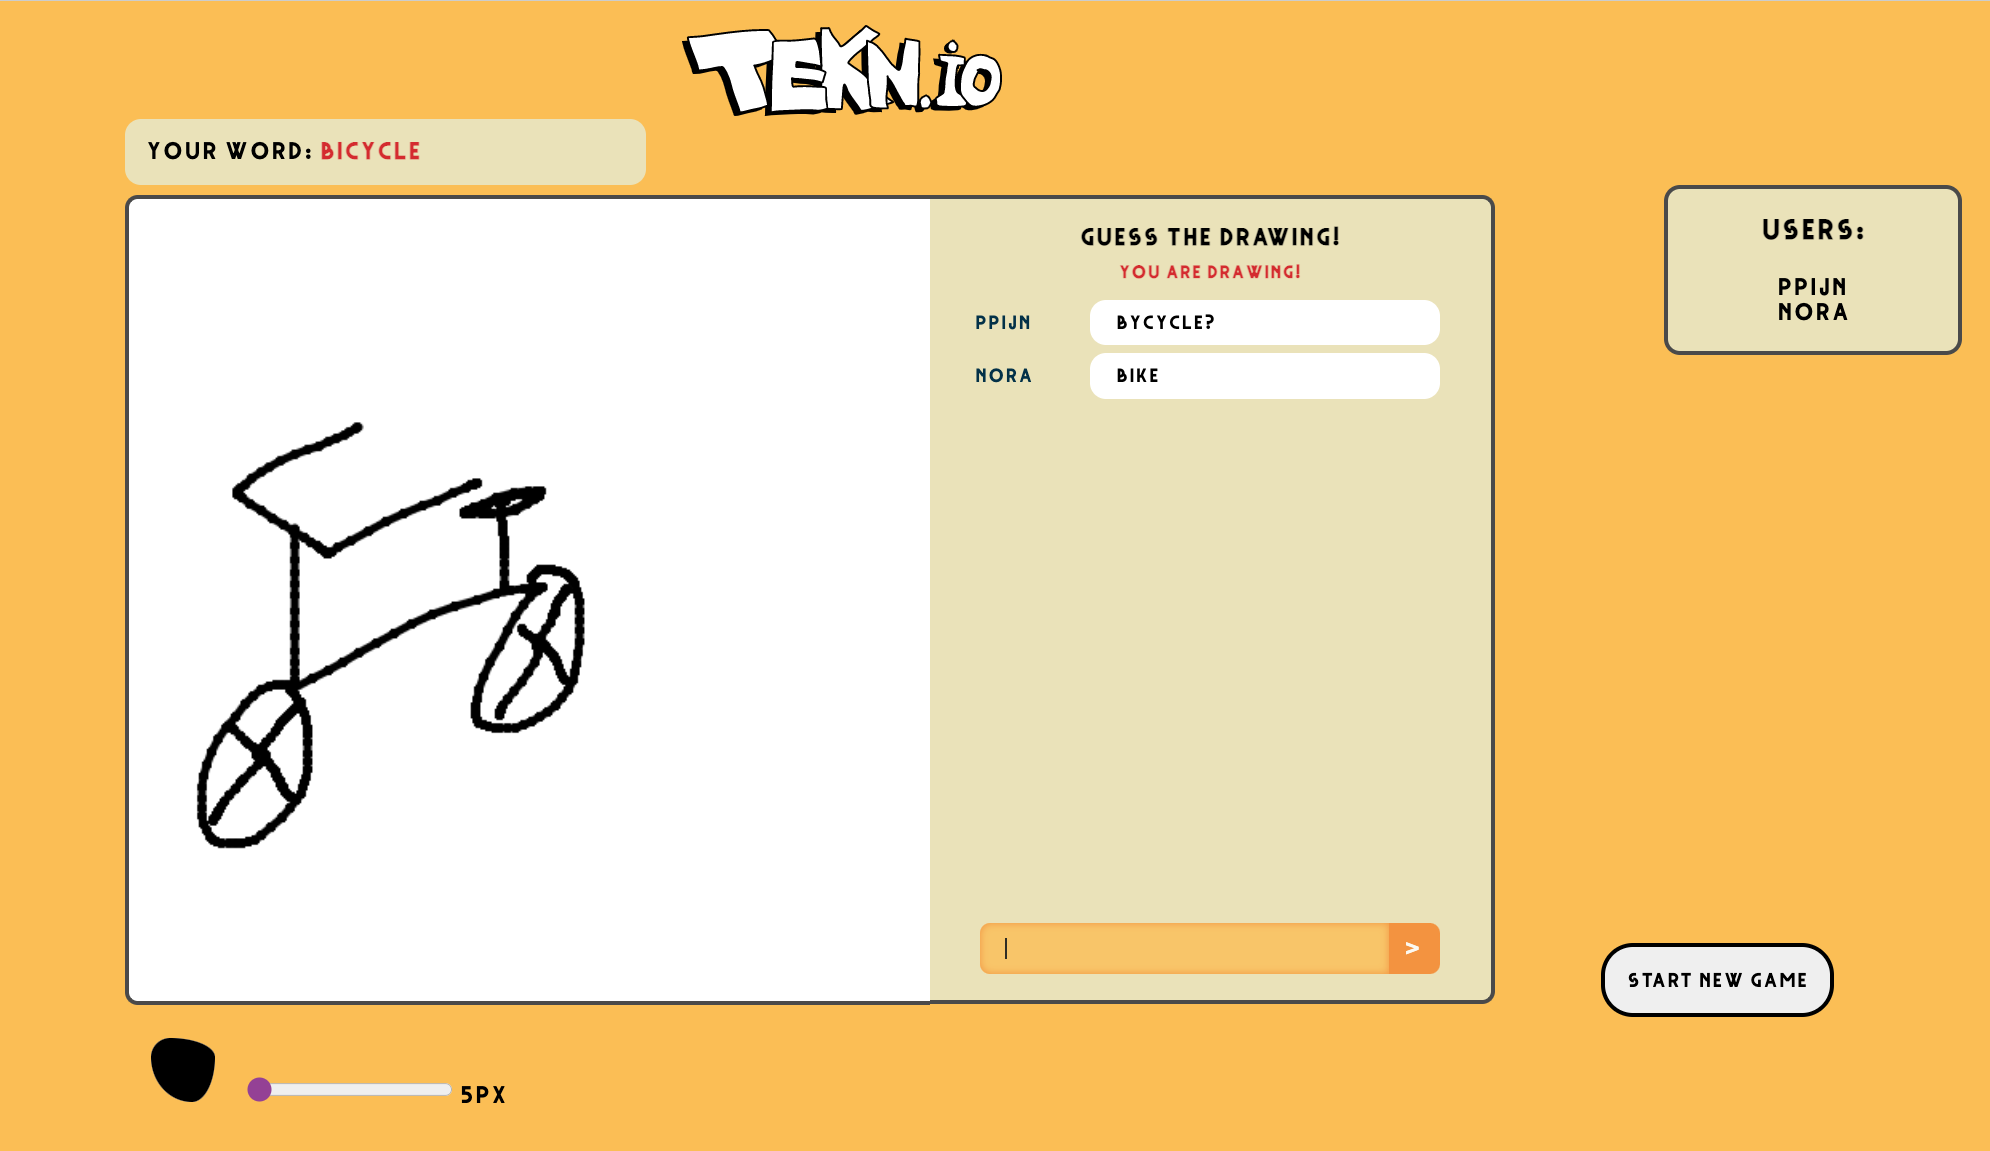 TEKN.io
YOUR WORD: BICYCLE
GUESS THE DRAWING!
YOU ARE DRAWING!
PPIJN BYCYCLE?
NORA BIKE
>
USERS:
PPIJN
NORA
START NEW GAME
5PX